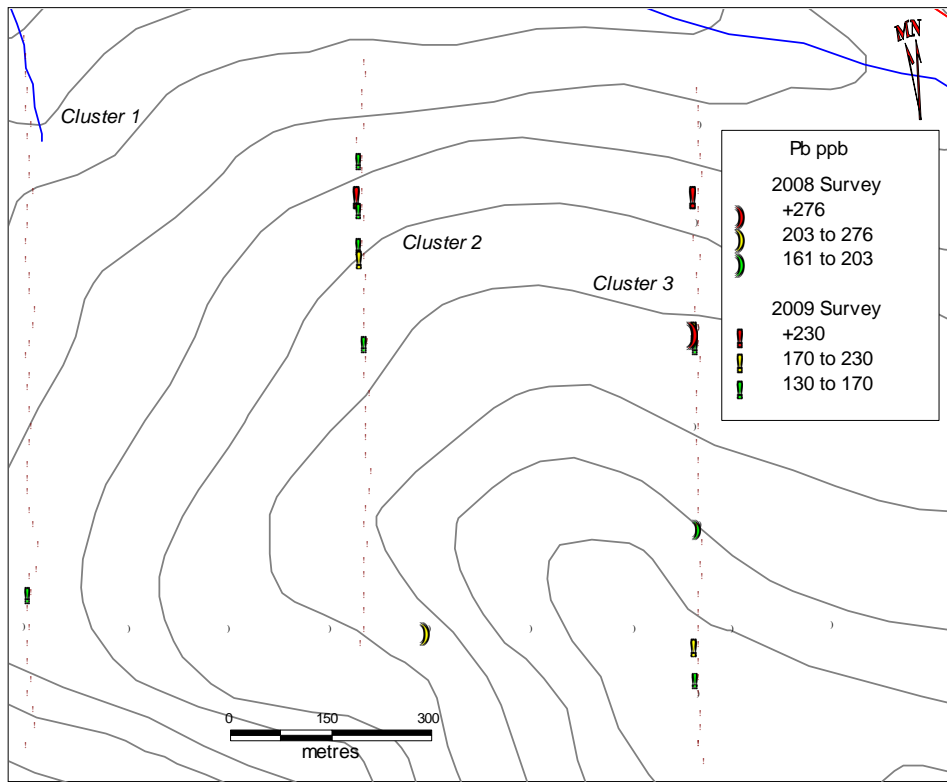 MN
Cluster 1
Pb ppb
2008 Survey
+276
203 to 276
161 to 203
Cluster 2
Cluster 3
2009 Survey
+230
170 to 230
130 to 170
0 150 300
metres